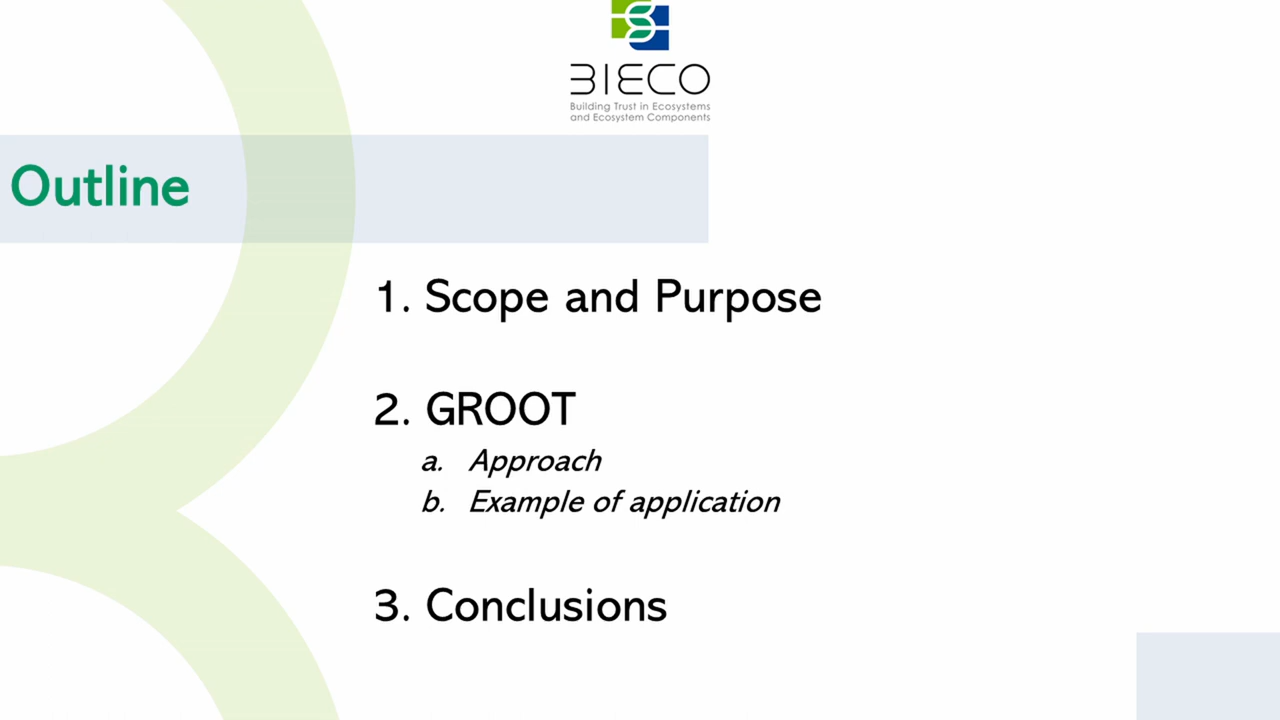 BIECO
Building Trust in Ecosystems
and Ecosystem Components
Outline
1. Scope and Purpose
2. GROOT
a. Approach
b. Example of application
3. Conclusions